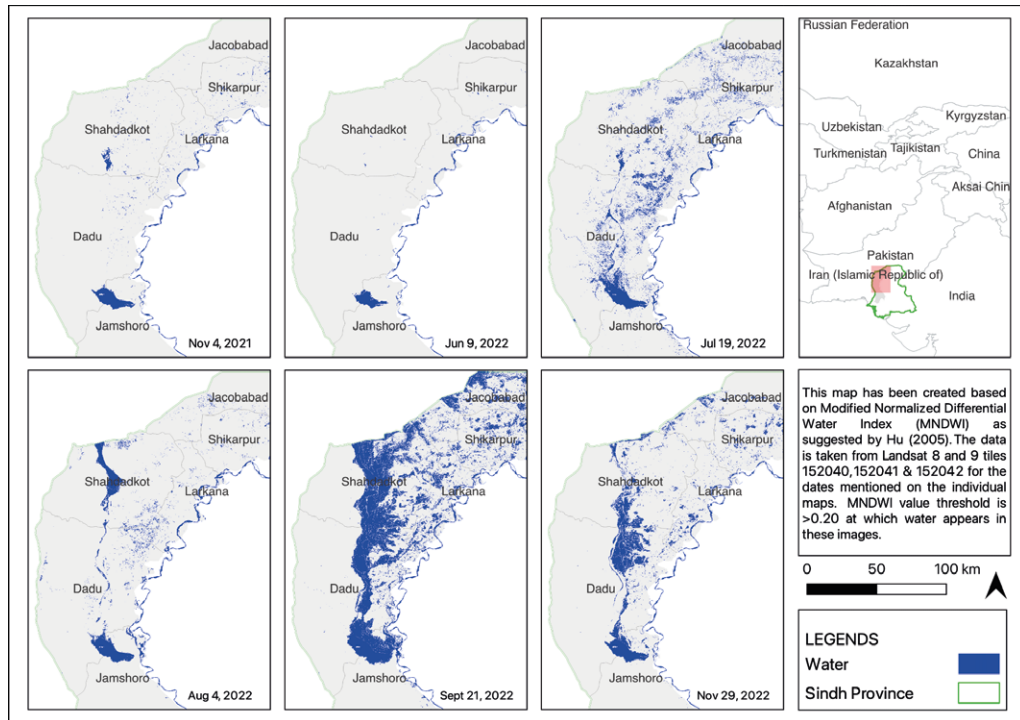 Jacobabad
Shikarpur
Shahdadkot
Larkana
Dadu
Jamshoro
Nov 4, 2021
Jacobabad
Shikarpur
Shahdadkot
Larkana
Dadu
Jamshoro
Jun 9, 2022
Jacobabad
Shikarpur
Shahdadkot
Larkana
Dadu
Jamshoro
Jul 19, 2022
Russian Federation
Kazakhstan
Kyrgyzstan
Uzbekistan
Tajikistan
Turkmenistan
China
Aksai Chin
Afghanistan
Pakistan
Iran (Islamic Republic of)
India
Jacobabad
Shikarpur
Shahdadkot
Larkana
Dadu
Jamshoro
Aug 4, 2022
Jacobabad
Shikarpur
Shahdadkot
Larkana
Dadu
Jamshoro
Sept 21, 2022
Jacobabad
Shikarpur
Shahdadkot
Larkana
Dadu
Jamshoro
Nov 29, 2022
This map has been created based
on Modified Normalized Differential
Water Index (MNDWI) as
suggested by Hu (2005). The data
is taken from Landsat 8 and 9 tiles
152040,152041 & 152042 for the
dates mentioned on the individual
maps. MNDWI value threshold is
>0.20 at which water appears in
these images.
0 50 100 km
LEGENDS
Water
Sindh Province